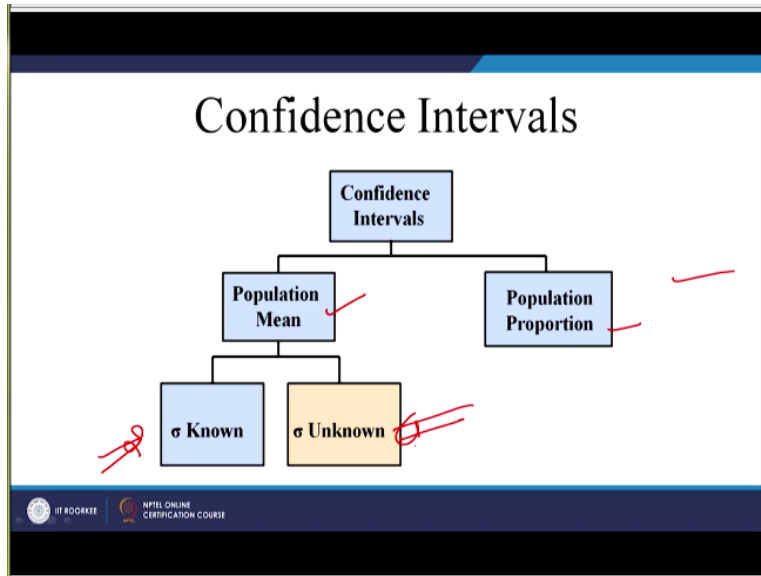 Confidence Intervals
Confidence
Intervals
Population
Mean
Population
Proportion
σ Known
σ Unknown
IIT ROORKEE
NPTEL ONLINE
CERTIFICATION COURSE